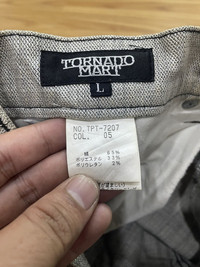 TORNADO
MART
L
NO. TPT-7207
COL. 05
綿
ポリエステル
ポリウレタン 2%